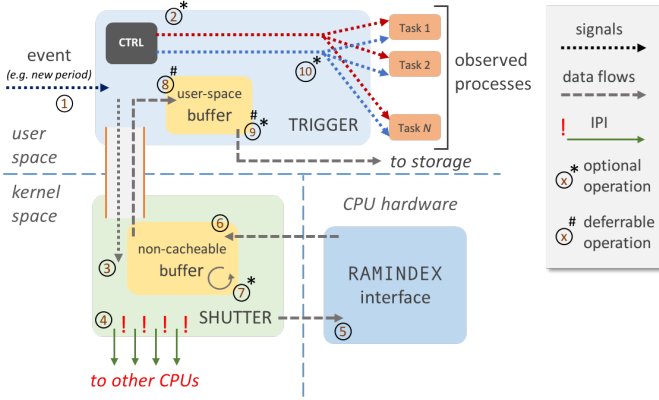 2*
CTRL
Task 1
event
(e.g. new period)
1
8#
user-space
buffer
10*
Task 2
observed
processes
9#*
TRIGGER
Task N
user
space
to storage
kernel
space
CPU hardware
6
non-cacheable
buffer
3
7*
RAMINDEX
interface
4
! ! ! !
SHUTTER
5
to other CPUs
signals
data flows
! IPI
x* optional
operation
x# deferrable
operation